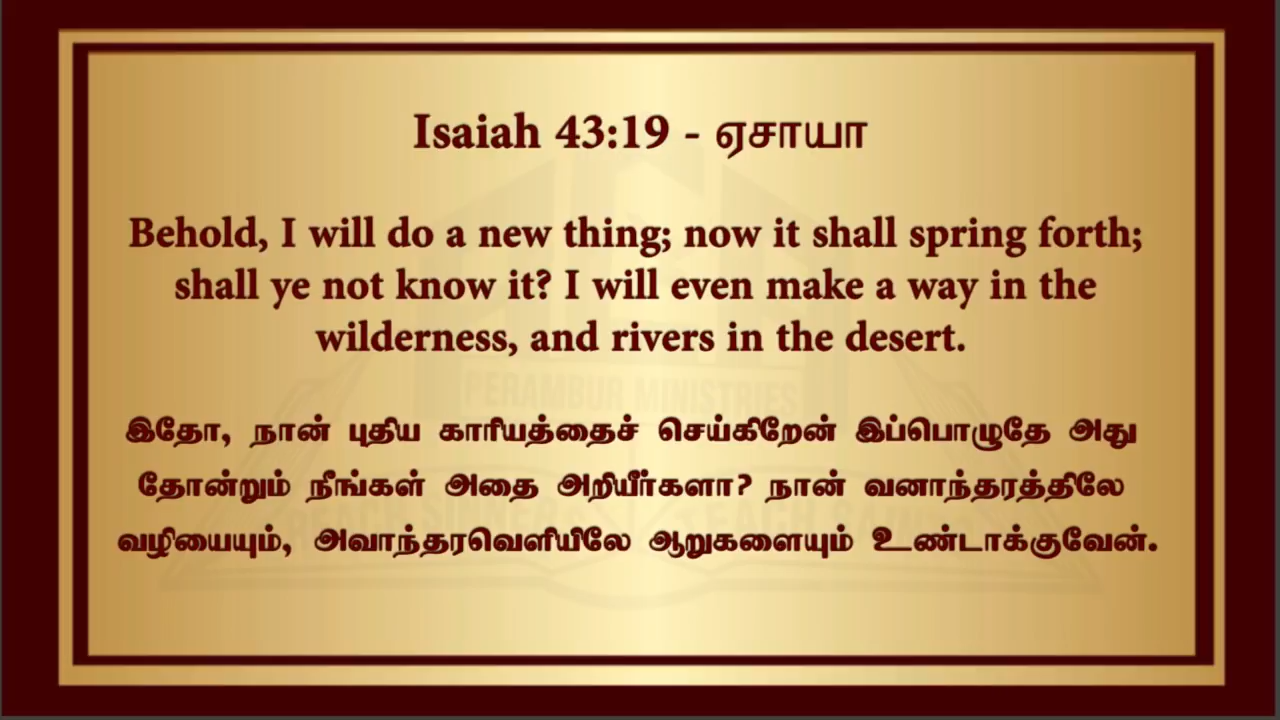 Isaiah 43:19 - ஏசாயா
Behold, I will do a new thing; now it shall spring forth;
shall ye not know it? I will even make a way in the
wilderness, and rivers in the desert.
PERAMBUR MINISTRIES
இதோ, நான் புதிய காரியத்தைச் செய்கிறேன் இப்பொழுதே அது
தோன்றும் நீங்கள் அதை அறியீர்களா? நான் வனாந்தரத்திலே
வழியையும், அவாந்தரவெளியிலே ஆறுகளையும் உண்டாக்குவேன்.